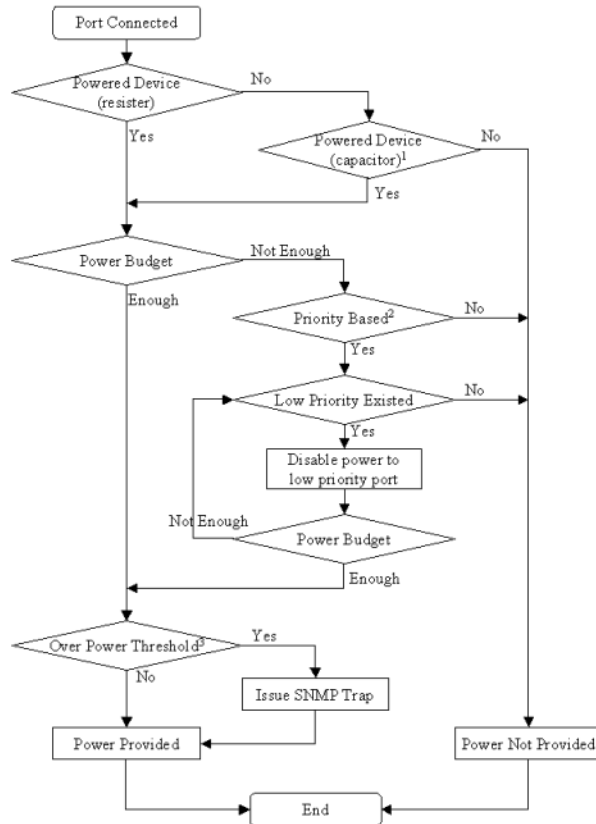 Port Connected
Powered Device
(resister)
No
Yes
Powered Device
(capacitor)1
No
Yes
Power Budget
Not Enough
Enough
Priority Based2
No
Yes
Low Priority Existed
No
Yes
Disable power to
low priority port
Not Enough
Power Budget
Enough
Over Power Threshold3
Yes
No
Issue SNMP Trap
Power Provided
Power Not Provided
End